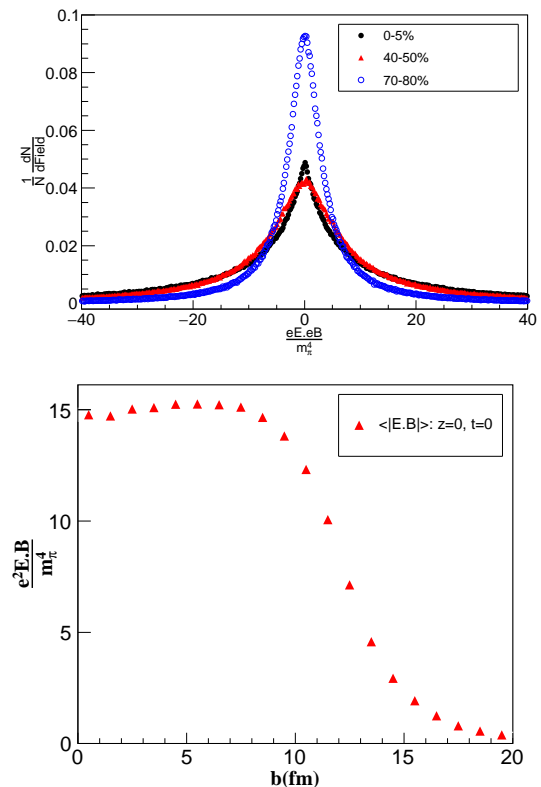 0.1
0.08
0.06
0.04
0.02
0
1 dN
N dField
0-5%
40-50%
70-80%
−40 −20 0 20 40
eE.eB
m_π^4
15
10
5
0
e²E.B
m_π^4
<|E.B|>: z=0, t=0
0 5 10 15 20
b(fm)